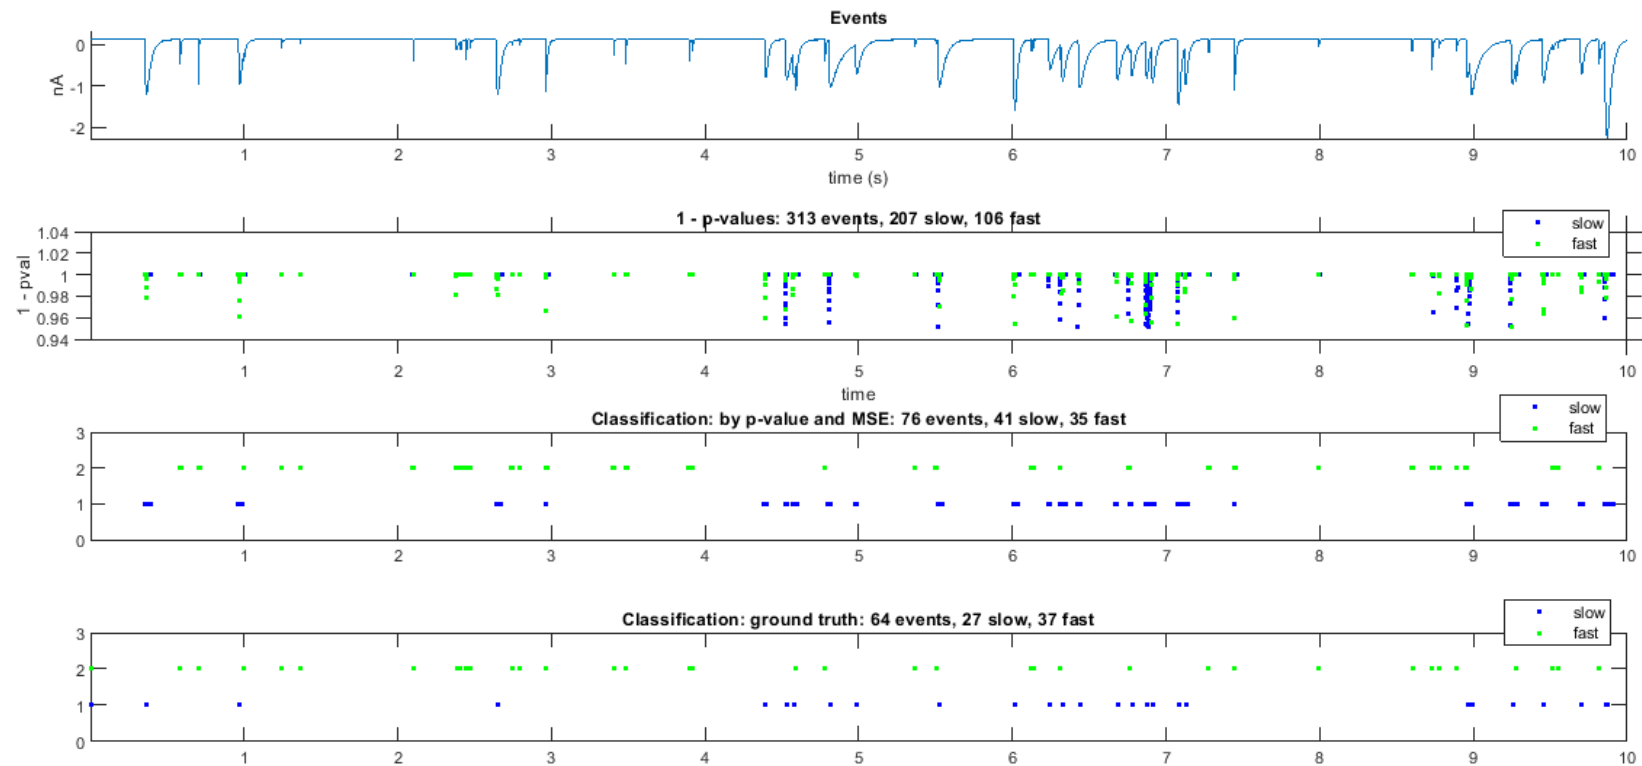 Events
0
-1
-2
nA
1 2 3 4 5 6 7 8 9 10
time (s)
1 - p-values: 313 events, 207 slow, 106 fast
slow
fast
1.04
1.02
1
0.98
0.96
0.94
1 - pval
1 2 3 4 5 6 7 8 9 10
time
Classification: by p-value and MSE: 76 events, 41 slow, 35 fast
slow
fast
3
2
1
0
1 2 3 4 5 6 7 8 9 10
Classification: ground truth: 64 events, 27 slow, 37 fast
slow
fast
3
2
1
0
1 2 3 4 5 6 7 8 9 10